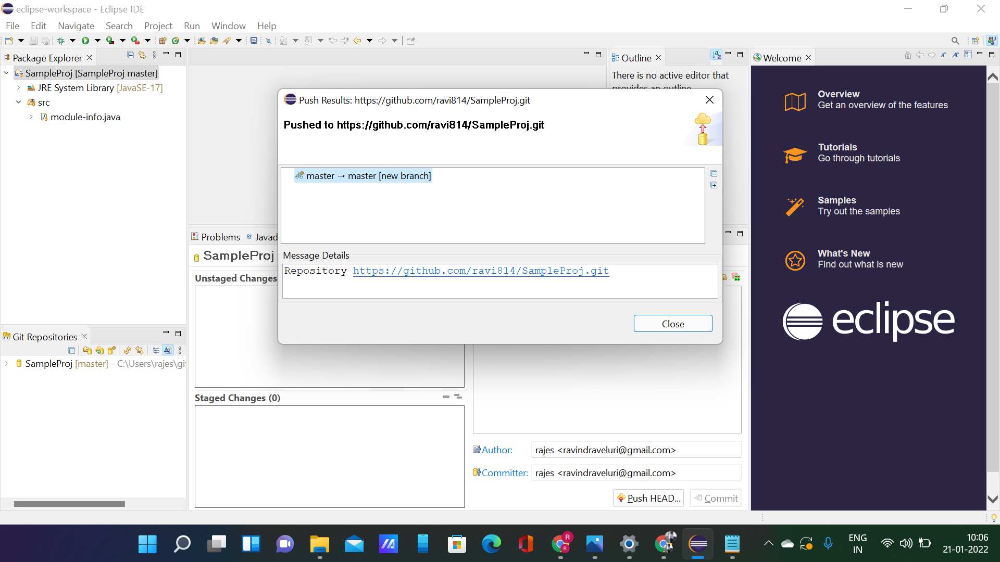 eclipse-workspace - Eclipse IDE
File Edit Navigate Search Project Run Window Help
Package Explorer
SampleProj [SampleProj master]
JRE System Library [JavaSE-17]
src
module-info.java
Git Repositories
SampleProj [master] - C:\Users\rajes\gi
Outline
There is no active editor that
provides an outline.
Push Results: https://github.com/ravi814/SampleProj.git
Pushed to https://github.com/ravi814/SampleProj.git
master → master [new branch]
Message Details
Repository https://github.com/ravi814/SampleProj.git
Close
Problems @ Javad
SampleProj
Unstaged Changes
Staged Changes (0)
Author: rajes <ravindraveluri@gmail.com>
Committer: rajes <ravindraveluri@gmail.com>
Push HEAD...
Commit
Welcome
Overview
Get an overview of the features
Tutorials
Go through tutorials
Samples
Try out the samples
What's New
Find out what is new
eclipse
ENG
IN
10:06
21-01-2022